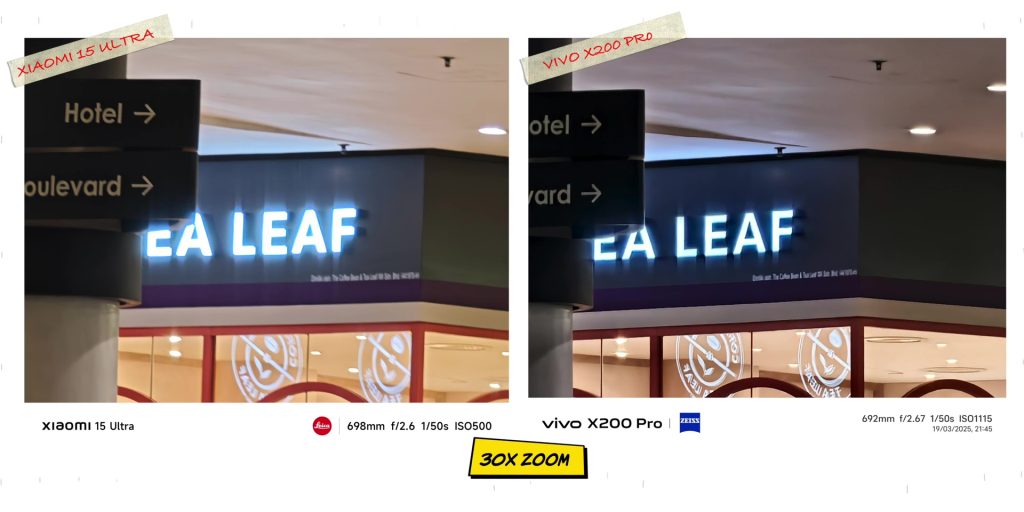 XIAOMI 15 ULTRA
Hotel →
oulevard →
EA LEAF
VIVO X200 PRO
otel →
vard →
EA LEAF
xiaomi 15 Ultra
Leica
698mm f/2.6 1/50s ISO500
vivo X200 Pro
ZEISS
692mm f/2.67 1/50s ISO1115
19/03/2025, 21:45
30X ZOOM